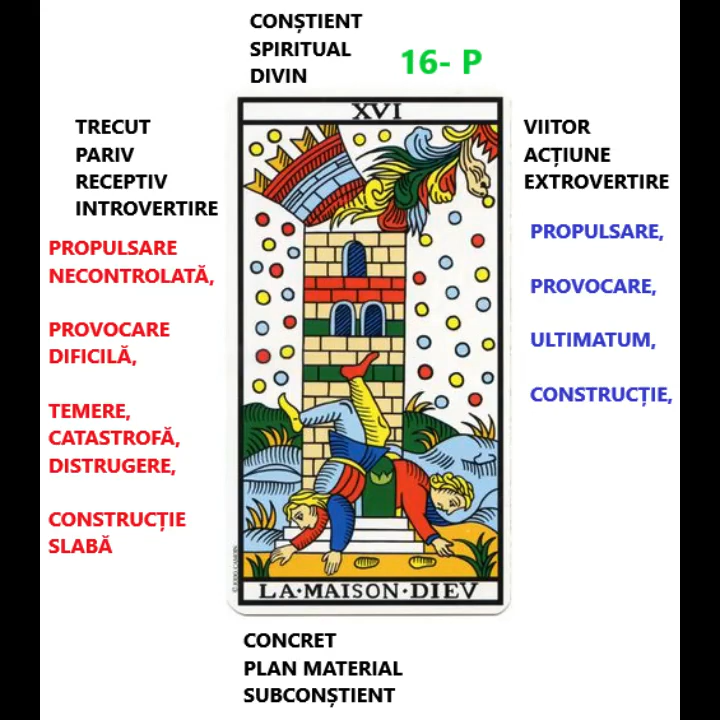 CONȘTIENT
SPIRITUAL
DIVIN
16- P
TRECUT
PARIV
RECEPTIV
INTROVERTIRE
PROPULSARE
NECONTROLATĂ,
PROVOCARE
DIFICILĂ,
TEMERE,
CATASTROFĂ,
DISTRUGERE,
CONSTRUCȚIE
SLABĂ
XVI
LA·MAISON·DIEV
VIITOR
ACȚIUNE
EXTROVERTIRE
PROPULSARE,
PROVOCARE,
ULTIMATUM,
CONSTRUCȚIE,
CONCRET
PLAN MATERIAL
SUBCONȘTIENT